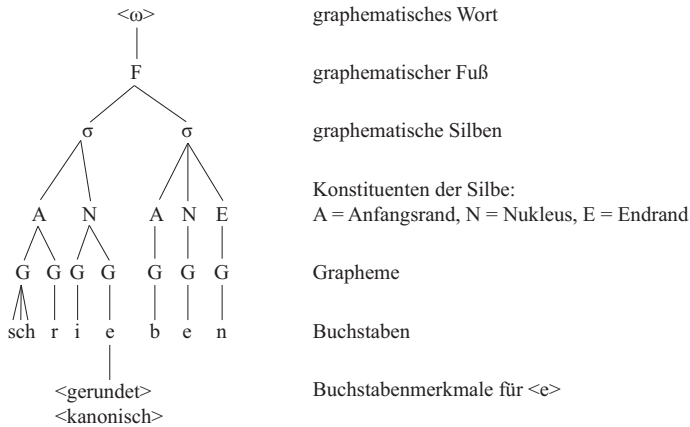 <ω> graphematisches Wort
F graphematischer Fuß
σ σ graphematische Silben
Konstituenten der Silbe:
A N A N E A = Anfangsrand, N = Nukleus, E = Endrand
G G G G G G G Grapheme
sch r i e b e n Buchstaben
<gerundet> Buchstabenmerkmale für <e>
<kanonisch>